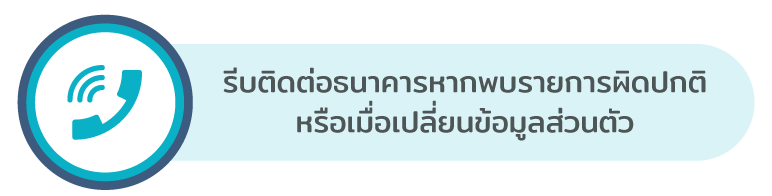 รีบติดต่อธนาคารหากพบรายการผิดปกติ
หรือเมื่อเปลี่ยนข้อมูลส่วนตัว